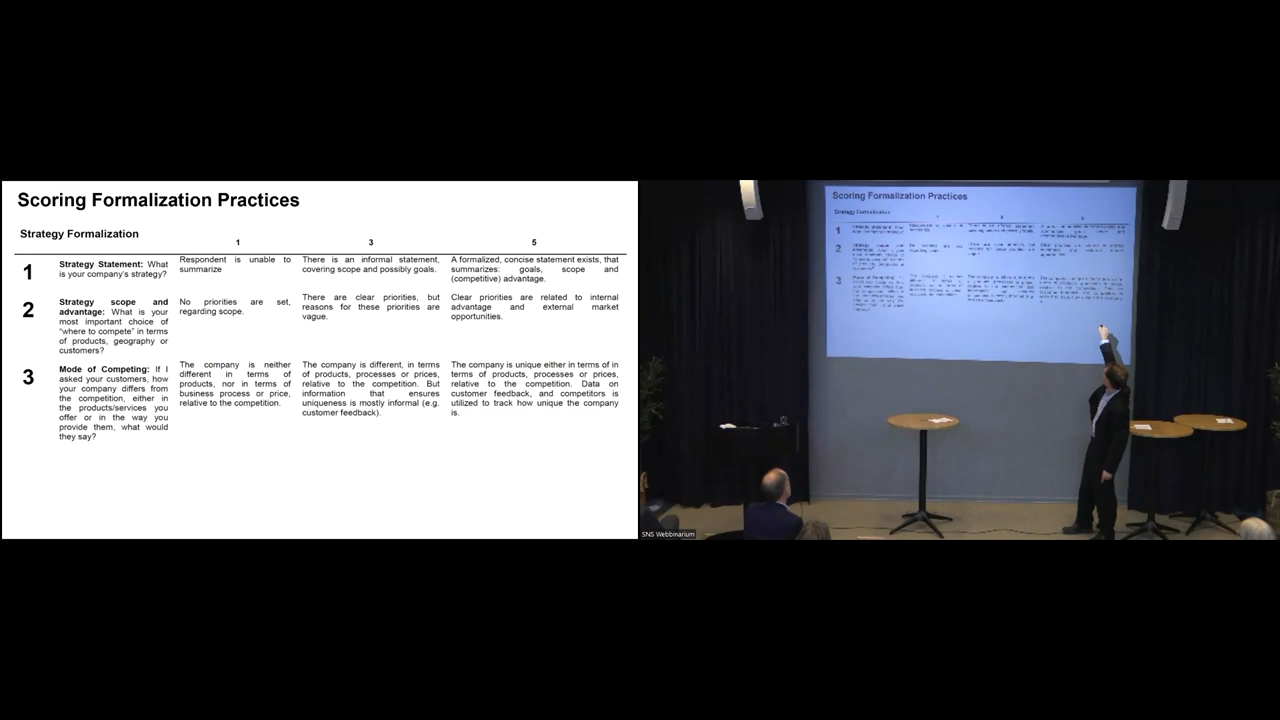 Scoring Formalization Practices
Strategy Formalization
1 3 5
1
Strategy Statement: What
is your company's strategy?
Respondent is unable to
summarize
There is an informal statement,
covering scope and possibly goals.
A formalized, concise statement exists, that
summarizes: goals, scope and
(competitive) advantage.
2
Strategy scope and
advantage: What is your
most important choice of
"where to compete" in terms
of products, geography or
customers?
No priorities are set,
regarding scope.
There are clear priorities, but
reasons for these priorities are
vague.
Clear priorities are related to internal
advantage and external market
opportunities.
3
Mode of Competing: If I
asked your customers, how
your company differs from
the competition, either in
the products/services you
offer or in the way you
provide them, what would
they say?
The company is neither
different in terms of
products, nor in terms of
business process or price,
relative to the competition.
The company is different, in terms
of products, processes or prices,
relative to the competition. But
information that ensures
uniqueness is mostly informal (e.g.
customer feedback).
The company is unique either in terms of in
terms of products, processes or prices,
relative to the competition. Data on
customer feedback, and competitors is
utilized to track how unique the company
is.
Scoring Formalization Practices
Strategy Formalization
1
2
3
SNS Webbinarium